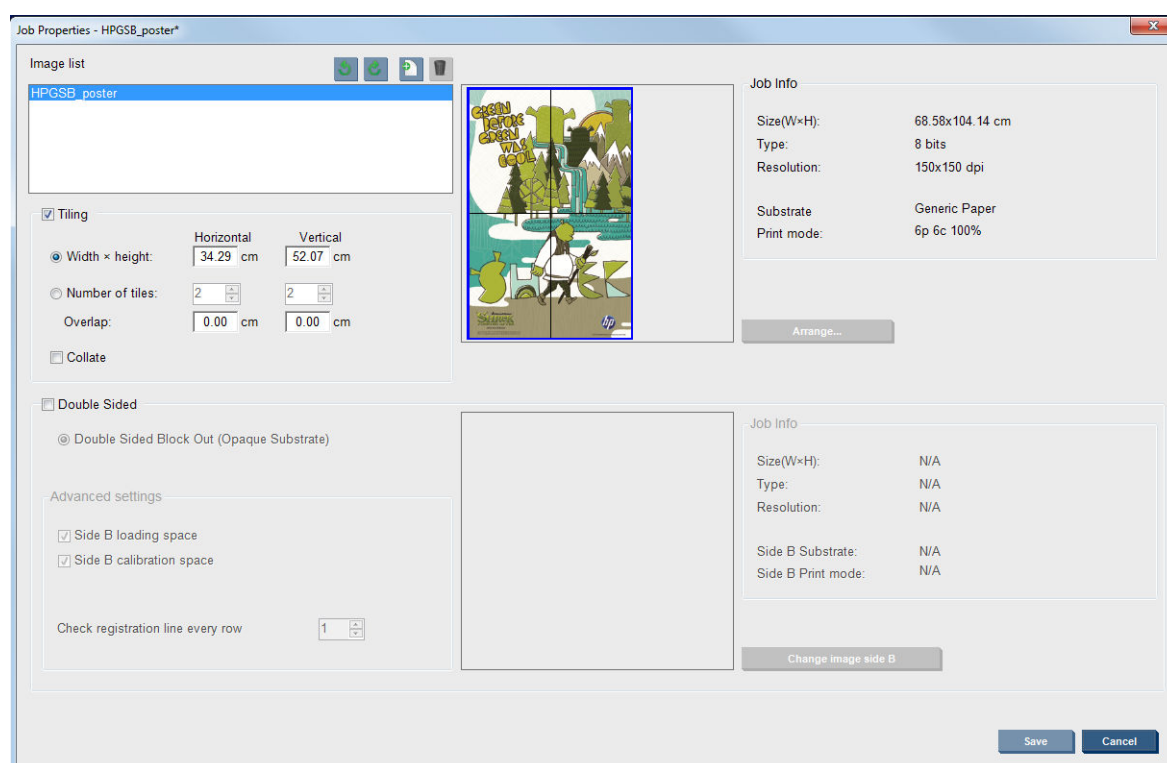 Job Properties - HPGSB_poster*
x
Image list
HPGSB_poster
GREEN
BEFORE
GREEN
WAS
COOL
SHREK
hp
Job Info
Size(W×H): 68.58x104.14 cm
Type: 8 bits
Resolution: 150x150 dpi
Substrate Generic Paper
Print mode: 6p 6c 100%
Arrange...
Tiling
Horizontal Vertical
Width × height: 34.29 cm 52.07 cm
Number of tiles: 2 2
Overlap: 0.00 cm 0.00 cm
Collate
Double Sided
Double Sided Block Out (Opaque Substrate)
Advanced settings
Side B loading space
Side B calibration space
Check registration line every row 1
Job Info
Size(W×H): N/A
Type: N/A
Resolution: N/A
Side B Substrate: N/A
Side B Print mode: N/A
Change image side B
Save Cancel